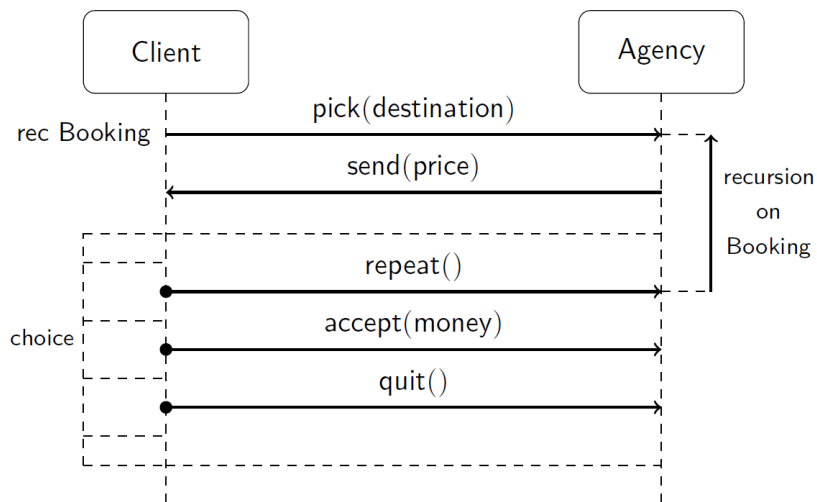 Client
Agency
pick(destination)
rec Booking
send(price)
recursion
on
Booking
repeat()
choice
accept(money)
quit()